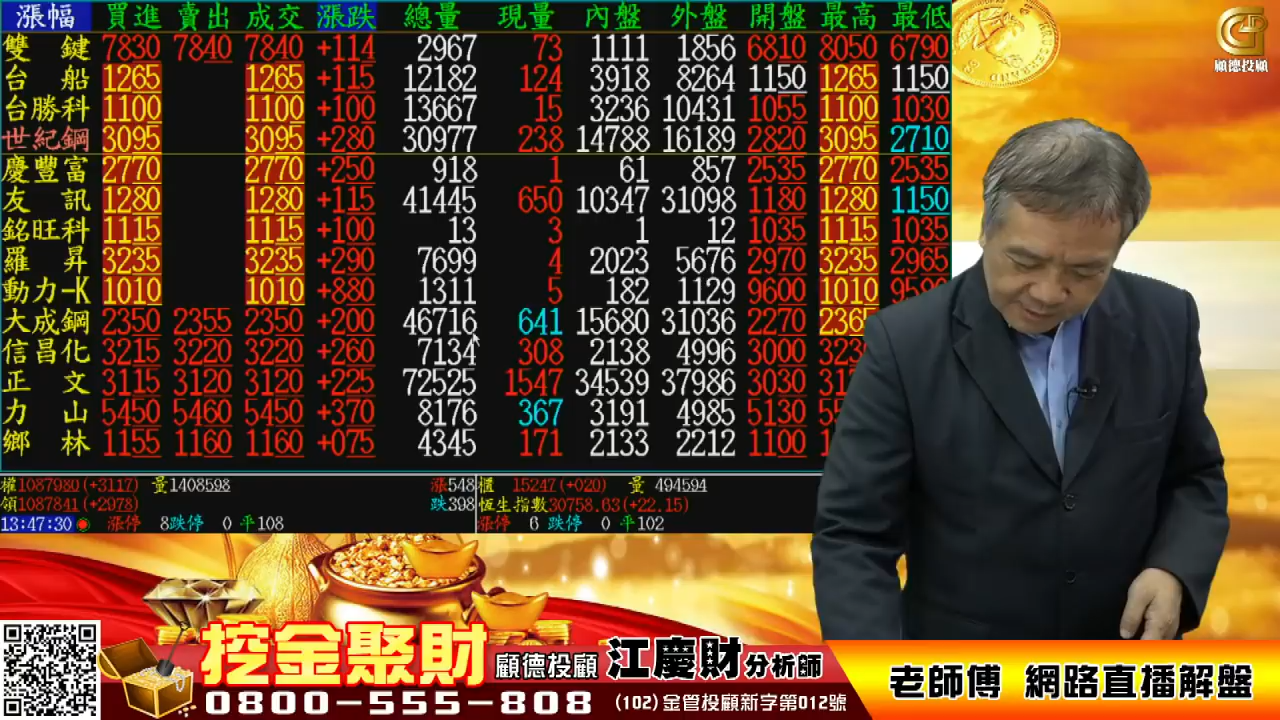 漲幅 買進 賣出 成交 漲跌 總量 現量 內盤 外盤 開盤 最高 最低
雙鍵 7830 7840 7840 +114 2967 73 1111 1856 6810 8050 6790
台船 1265 1265 +115 12182 124 3918 8264 1150 1265 1150
台勝科 1100 1100 +100 13667 15 3236 10431 1055 1100 1030
世紀鋼 3095 3095 +280 30977 238 14788 16189 2820 3095 2710
慶豐富 2770 2770 +250 918 1 61 857 2535 2770 2535
友訊 1280 1280 +115 41445 650 10347 31098 1180 1280 1150
銘旺科 1115 1115 +100 13 3 1 12 1035 1115 1035
羅昇 3235 3235 +290 7699 4 2023 5676 2970 3235 2965
動力-K 1010 1010 +880 1311 5 182 1129 9600 1010
大成鋼 2350 2355 2350 +200 46716 641 15680 31036 2270 2365
信昌化 3215 3220 3220 +260 7134 308 2138 4996 3000
正文 3115 3120 3120 +225 72525 1547 34539 37986 3030
力山 5450 5460 5450 +370 8176 367 3191 4985 5130
鄉林 1155 1160 1160 +075 4345 171 2133 2212 1100
權1087980(+3117) 量1408598 漲548 櫃 15247(+020) 量 494594
領1087841(+2978) 跌398 恆生指數30758.63(+22.15)
13:47:30 漲停 8跌停 0 平108 漲停 6 跌停 0 平102
顧德投顧
挖金聚財 顧德投顧 江慶財 分析師
0800-555-808 (102)金管投顧新字第012號
老師傅 網路直播解盤